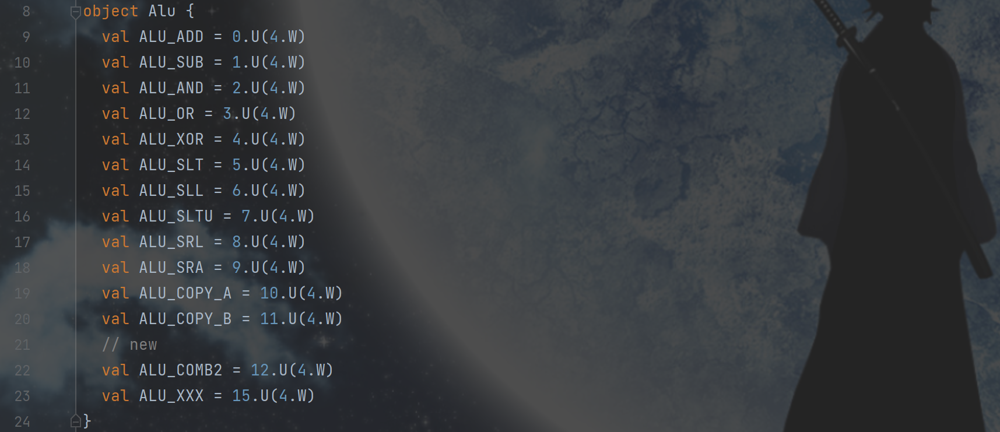 8 object Alu {
9 val ALU_ADD = 0.U(4.W)
10 val ALU_SUB = 1.U(4.W)
11 val ALU_AND = 2.U(4.W)
12 val ALU_OR = 3.U(4.W)
13 val ALU_XOR = 4.U(4.W)
14 val ALU_SLT = 5.U(4.W)
15 val ALU_SLL = 6.U(4.W)
16 val ALU_SLTU = 7.U(4.W)
17 val ALU_SRL = 8.U(4.W)
18 val ALU_SRA = 9.U(4.W)
19 val ALU_COPY_A = 10.U(4.W)
20 val ALU_COPY_B = 11.U(4.W)
21 // new
22 val ALU_COMB2 = 12.U(4.W)
23 val ALU_XXX = 15.U(4.W)
24 }